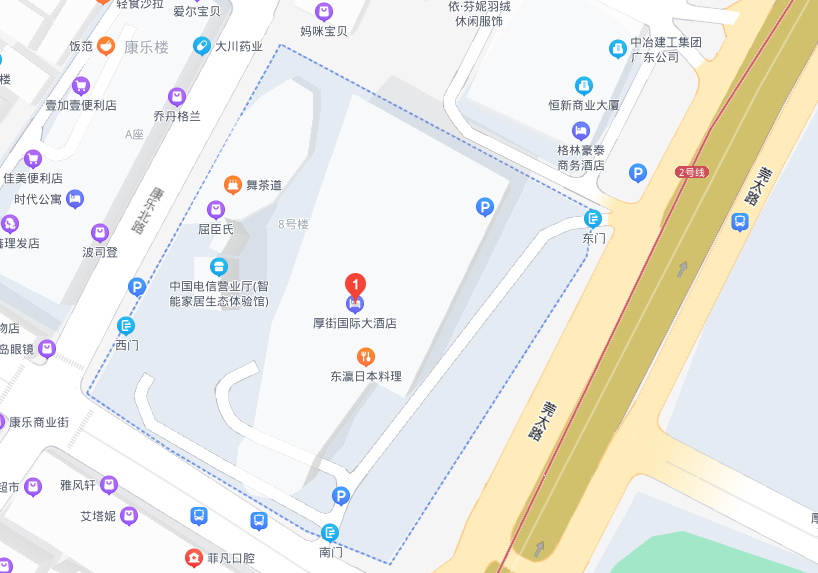 轻食沙拉
爱尔宝贝
妈咪宝贝
依·芬妮羽绒
休闲服饰
饭范
康乐楼
大川药业
中冶建工集团
广东公司
楼
壹加壹便利店
乔丹格兰
恒新商业大厦
A座
格林豪泰
商务酒店
佳美便利店
时代公寓
舞茶道
P
2号线
莞太路
康乐北路
屈臣氏
8号楼
P
东门
理发店
波司登
中国电信营业厅(智
能家居生态体验馆)
P
1
厚街国际大酒店
西门
物店
岛眼镜
东瀛日本料理
康乐商业街
莞太路
超市
雅风轩
P
艾塔妮
南门
菲凡口腔